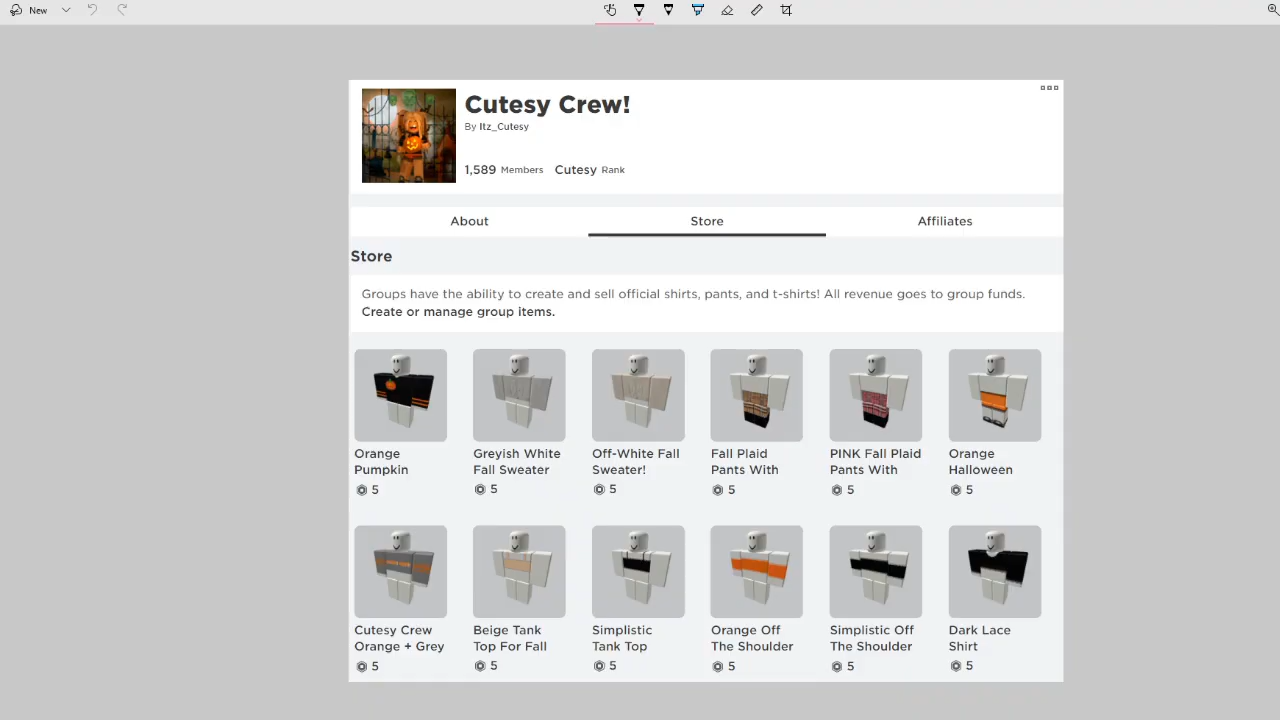 New
Cutesy Crew!
By Itz_Cutesy
1,589 Members Cutesy Rank
About Store Affiliates
Store
Groups have the ability to create and sell official shirts, pants, and t-shirts! All revenue goes to group funds.
Create or manage group items.
Orange Pumpkin
5
Greyish White Fall Sweater
5
Off-White Fall Sweater!
5
Fall Plaid Pants With
5
PINK Fall Plaid Pants With
5
Orange Halloween
5
Cutesy Crew Orange + Grey
5
Beige Tank Top For Fall
5
Simplistic Tank Top
5
Orange Off The Shoulder
5
Simplistic Off The Shoulder
5
Dark Lace Shirt
5